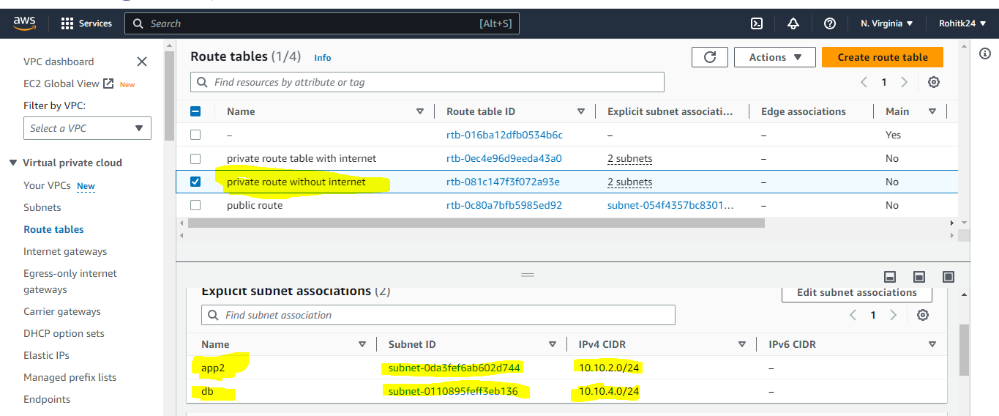 aws Services Search [Alt+S] N. Virginia Rohitk24
VPC dashboard
EC2 Global View New
Filter by VPC:
Select a VPC
Virtual private cloud
Your VPCs New
Subnets
Route tables
Internet gateways
Egress-only internet
gateways
Carrier gateways
DHCP option sets
Elastic IPs
Managed prefix lists
Endpoints
Route tables (1/4) Info Actions Create route table
Find resources by attribute or tag 1
Name Route table ID Explicit subnet associati... Edge associations Main
– rtb-016ba12dfb0534b6c – – Yes
private route table with internet rtb-0ec4e96d9eeda43a0 2 subnets – No
private route without internet rtb-081c147f3f072a93e 2 subnets – No
public route rtb-0c80a7bfb5985ed92 subnet-054f4357bc8301... – No
Explicit subnet associations (2) Edit subnet associations
Find subnet association 1
Name Subnet ID IPv4 CIDR IPv6 CIDR
app2 subnet-0da3fef6ab602d744 10.10.2.0/24 –
db subnet-0110895feff3eb136 10.10.4.0/24 –